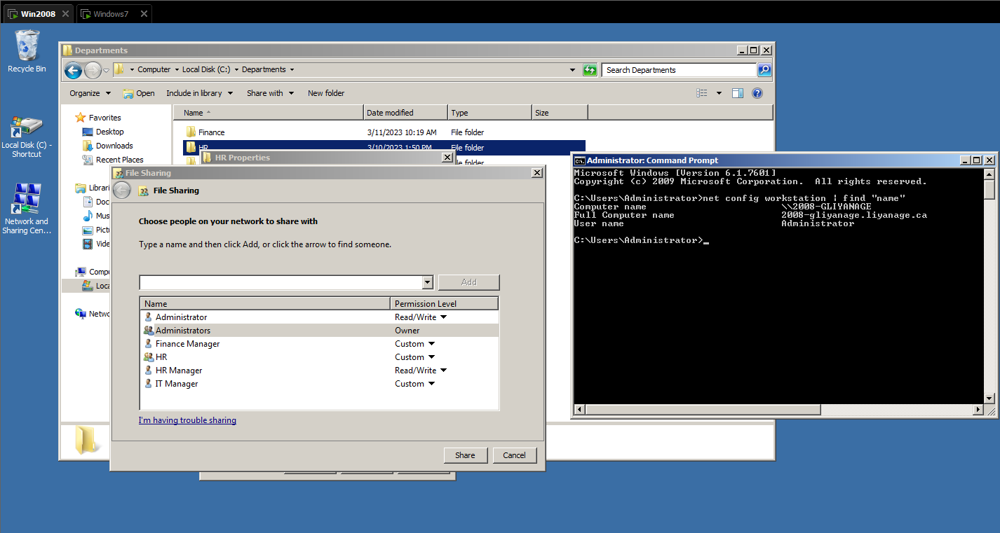 Win2008
Windows7
Recycle Bin
Local Disk (C) -
Shortcut
Network and
Sharing Cen...
Departments
Computer Local Disk (C:) Departments
Search Departments
Organize Open Include in library Share with New folder
Favorites
Desktop
Downloads
Recent Places
Librari
Doc
Mus
Pict
Vide
Compu
Loca
Netwo
Name Date modified Type Size
Finance 3/11/2023 10:19 AM File folder
HR 3/10/2023 1:50 PM File folder
file folder
HR Properties
File Sharing
File Sharing
Choose people on your network to share with
Type a name and then click Add, or click the arrow to find someone.
Add
Name Permission Level
Administrator Read/Write
Administrators Owner
Finance Manager Custom
HR Custom
HR Manager Read/Write
IT Manager Custom
I'm having trouble sharing
Share Cancel
Administrator: Command Prompt
Microsoft Windows [Version 6.1.7601]
Copyright (c) 2009 Microsoft Corporation. All rights reserved.
C:\Users\Administrator>net config workstation | find "name"
Computer name \\2008-GLIYANAGE
Full Computer name 2008-gliyanage.liyanage.ca
User name Administrator
C:\Users\Administrator>_